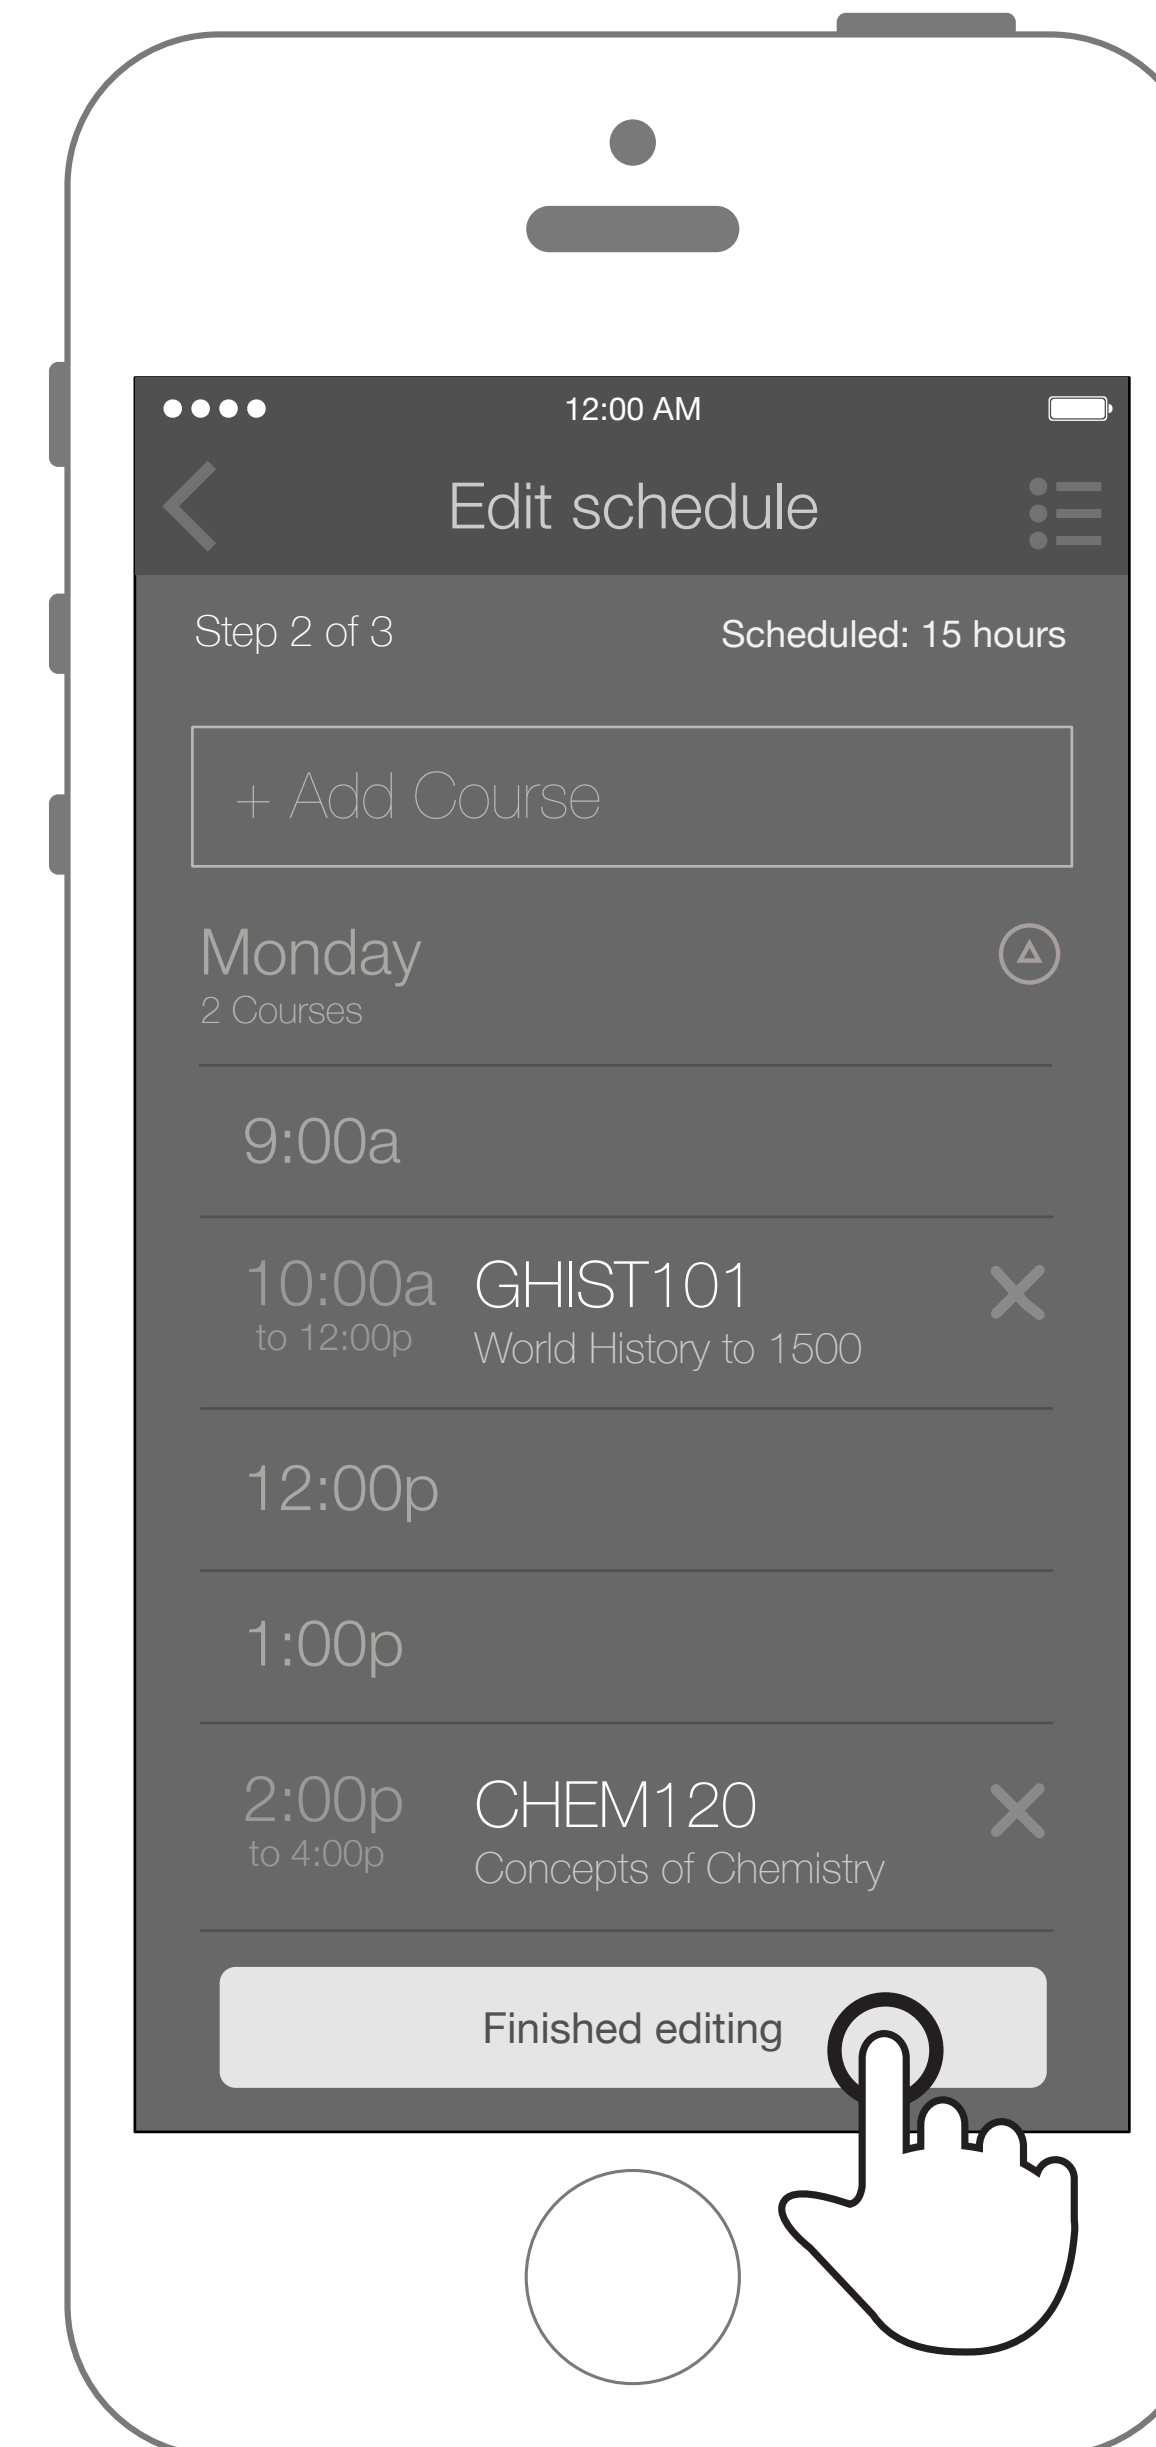 12:00 AM
Edit schedule
Step 2 of 3
Scheduled: 15 hours
+ Add Course
Monday
2 Courses
9:00a
10:00a GHIST101
to 12:00p World History to 1500
12:00p
1:00p
2:00p CHEM120
to 4:00p Concepts of Chemistry
Finished editing